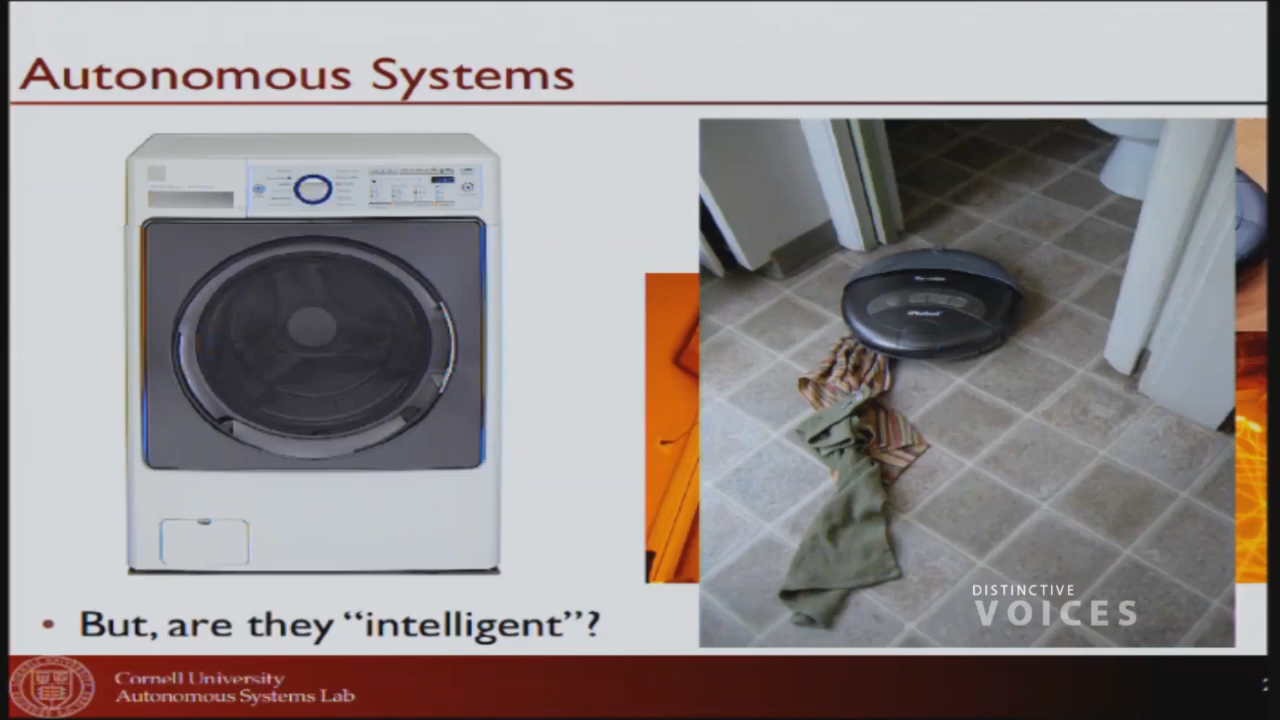 Autonomous Systems
• But, are they “intelligent”?
DISTINCTIVE
VOICES
Cornell University
Autonomous Systems Lab